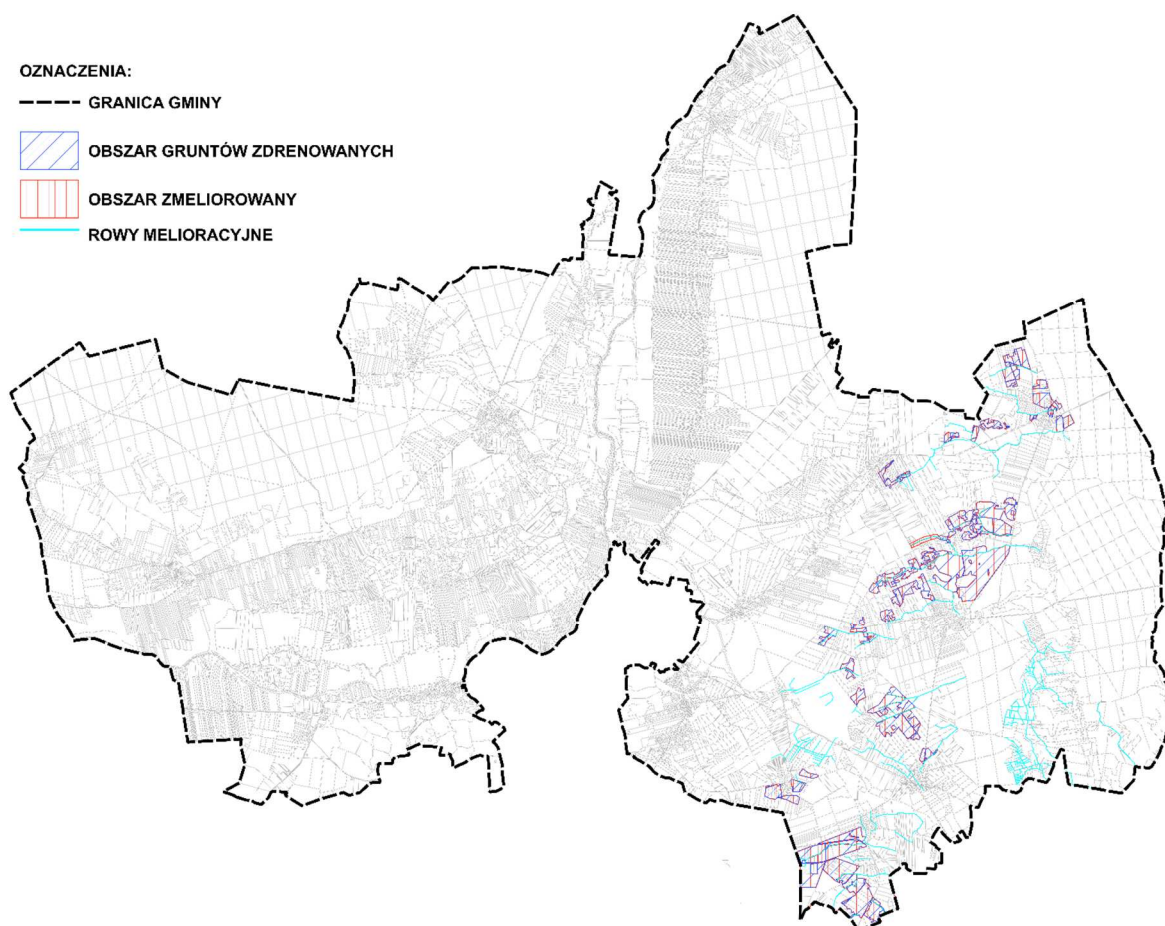 OZNACZENIA:
GRANICA GMINY
OBSZAR GRUNTÓW ZDRENOWANYCH
OBSZAR ZMELIOROWANY
ROWY MELIORACYJNE